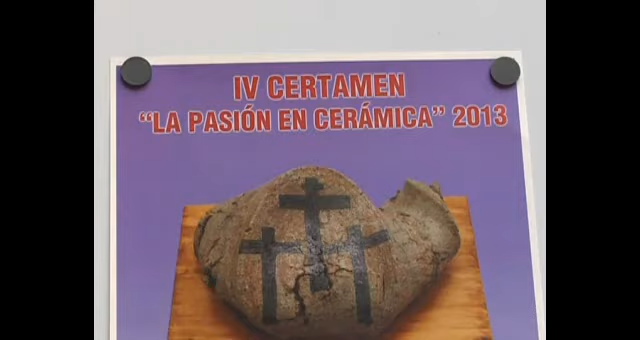 IV CERTAMEN
“LA PASIÓN EN CERÁMICA” 2013